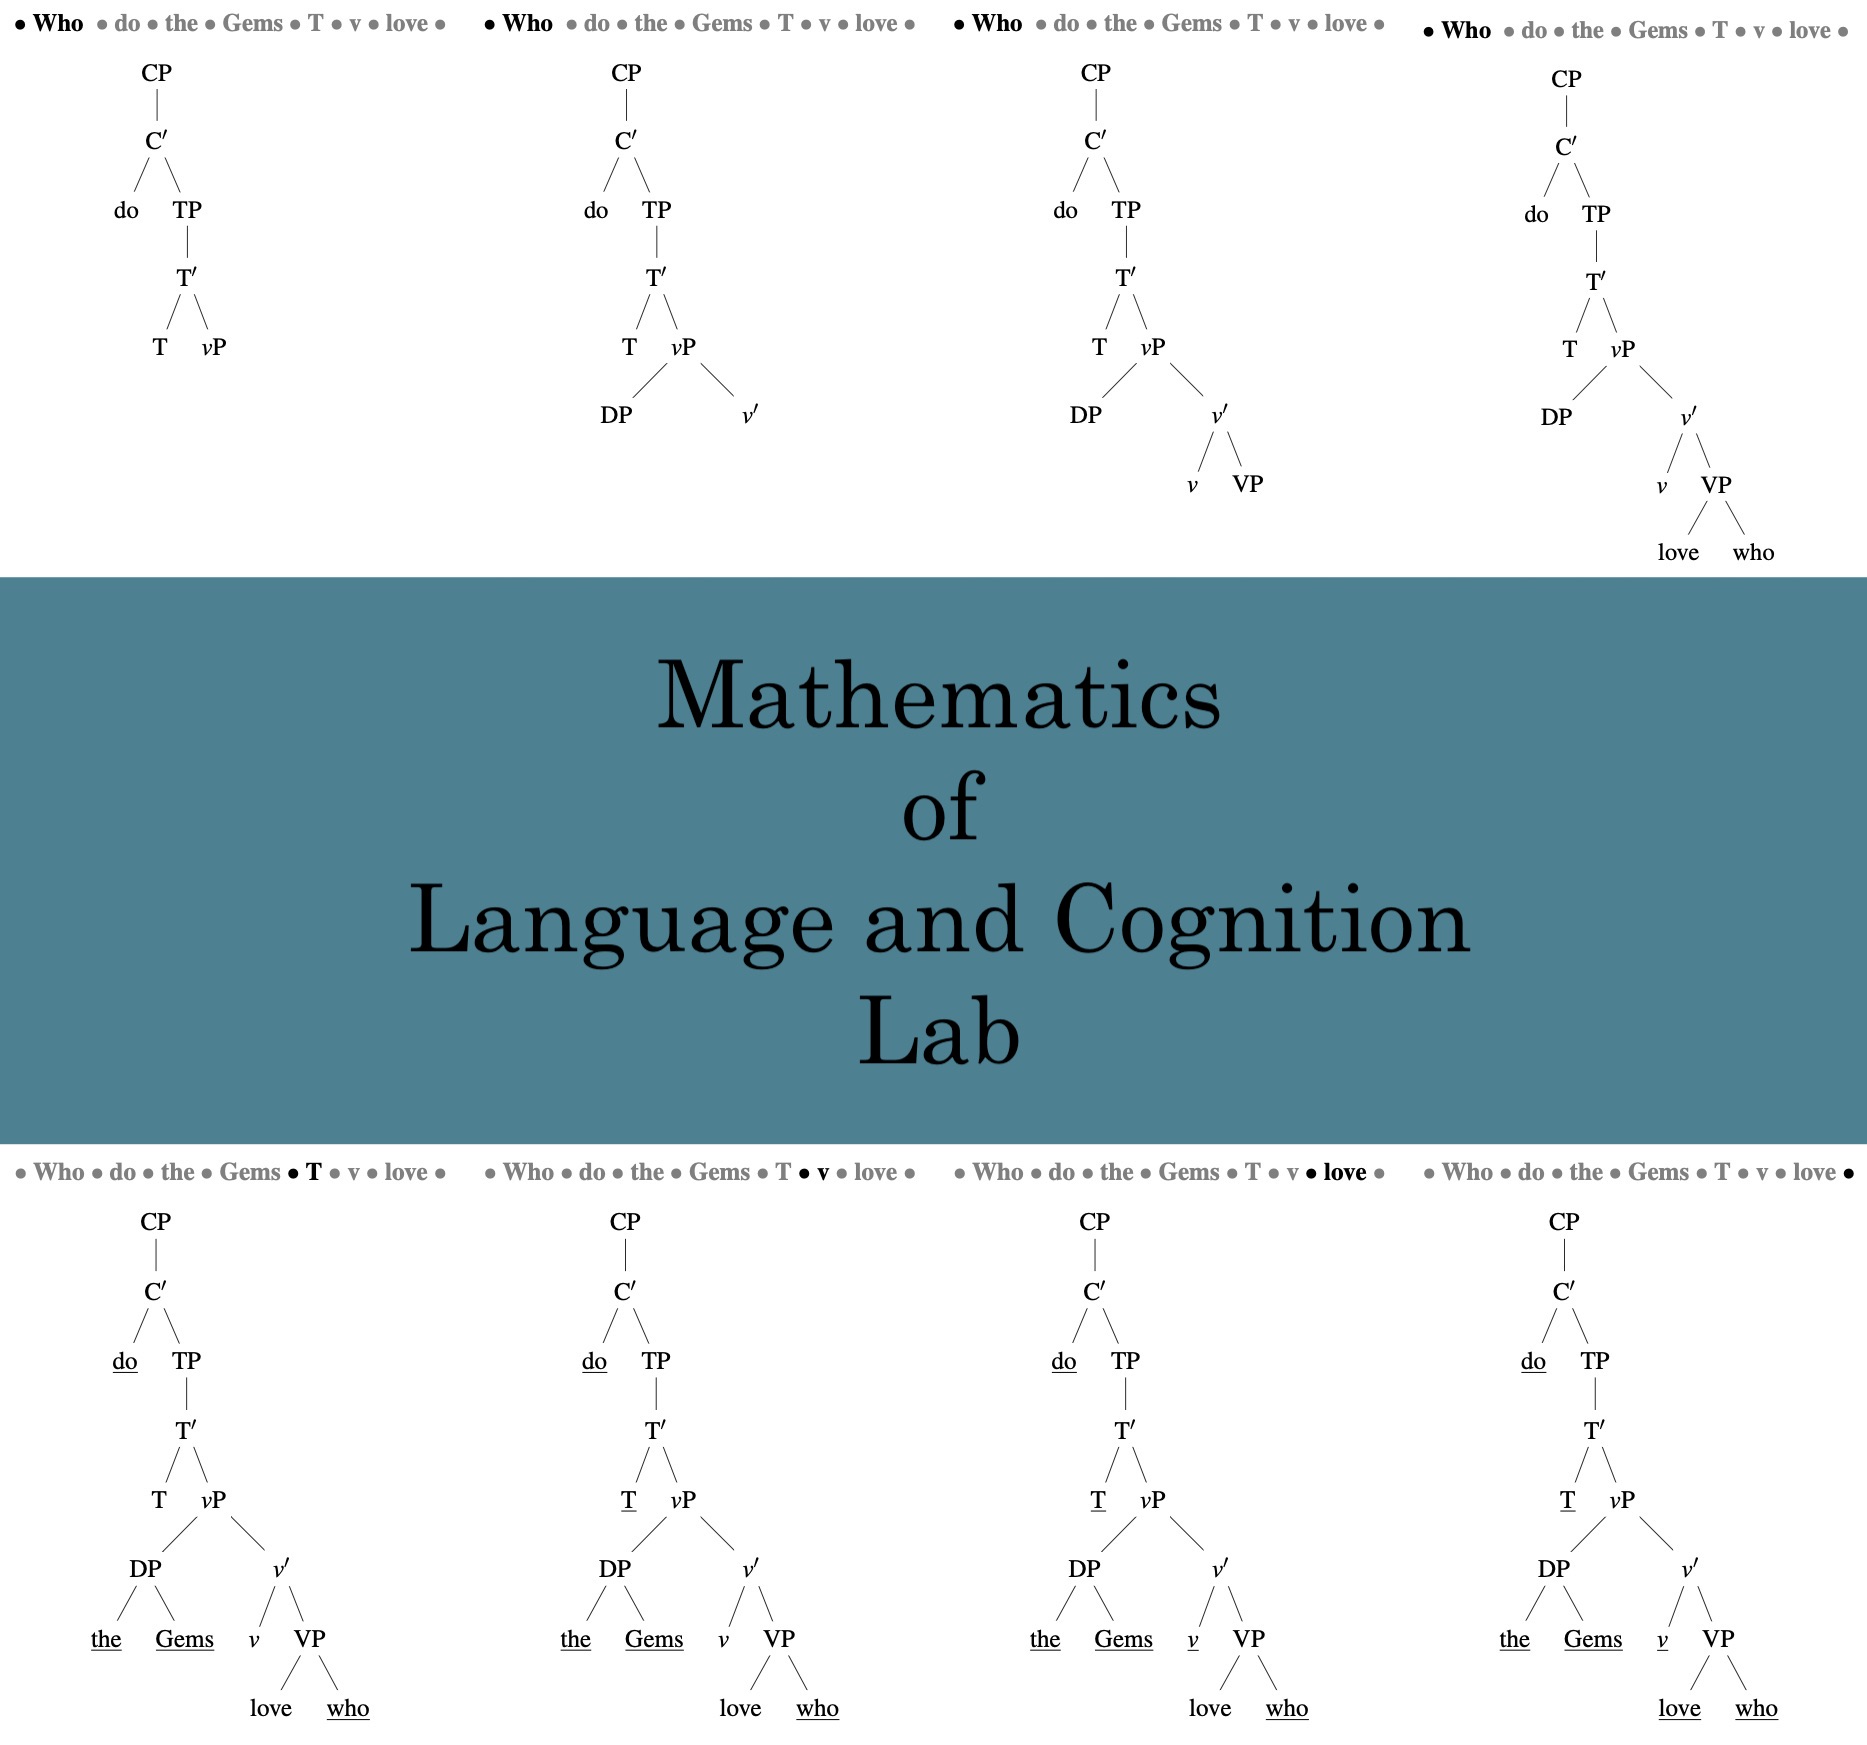 • Who • do • the • Gems • T • v • love •
CP
C′
do TP
T′
T vP
• Who • do • the • Gems • T • v • love •
CP
C′
do TP
T′
T vP
DP v′
• Who • do • the • Gems • T • v • love •
CP
C′
do TP
T′
T vP
DP v′
v VP
• Who • do • the • Gems • T • v • love •
CP
C′
do TP
T′
T vP
DP v′
v VP
love who
Mathematics
of
Language and Cognition
Lab
• Who • do • the • Gems • T • v • love •
CP
C′
do TP
T′
T vP
DP v′
the Gems v VP
love who
• Who • do • the • Gems • T • v • love •
CP
C′
do TP
T′
T vP
DP v′
the Gems v VP
love who
• Who • do • the • Gems • T • v • love •
CP
C′
do TP
T′
T vP
DP v′
the Gems v VP
love who
• Who • do • the • Gems • T • v • love •
CP
C′
do TP
T′
T vP
DP v′
the Gems v VP
love who